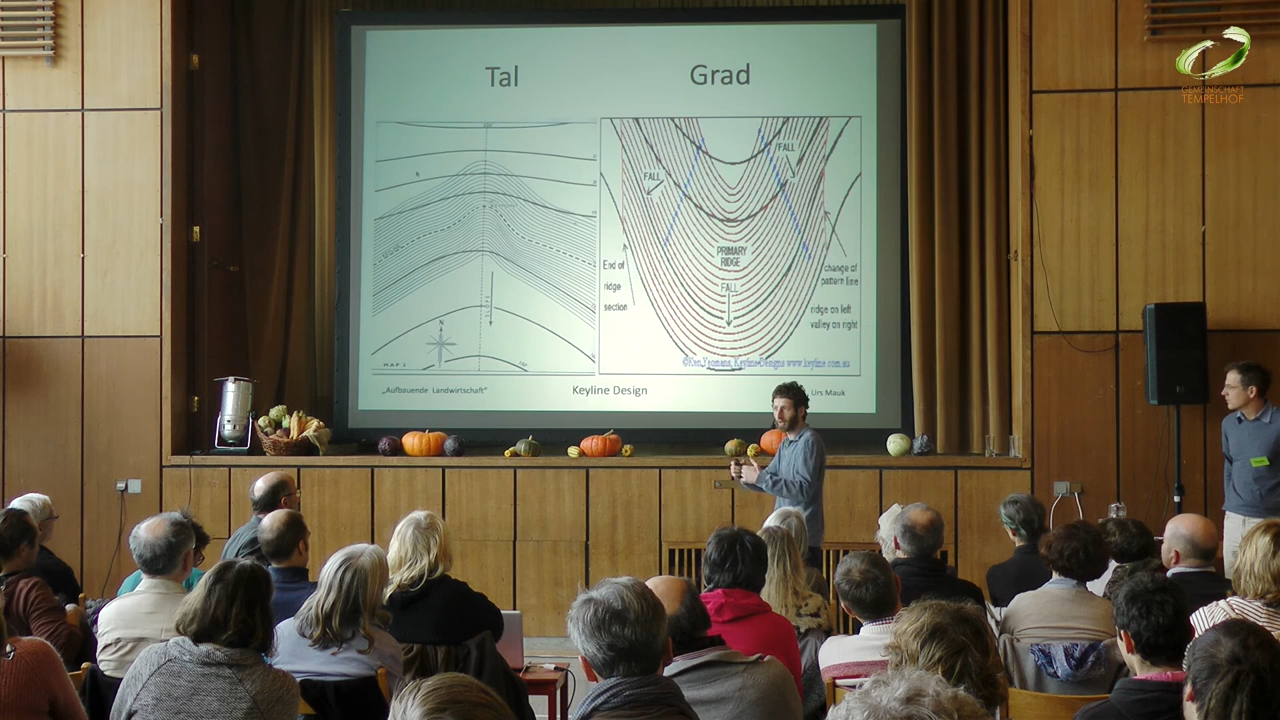 Tal
Grad
FALL
FALL
PRIMARY
RIDGE
FALL
End of
ridge
section
change of
pattern line
ridge on left
valley on right
N
MAP 2
©Ken Yeomans, Keyline Designs www.keyline.com.au
„Aufbauende Landwirtschaft“
Keyline Design
Urs Mauk
GEMEINSCHAFT
TEMPELHOF